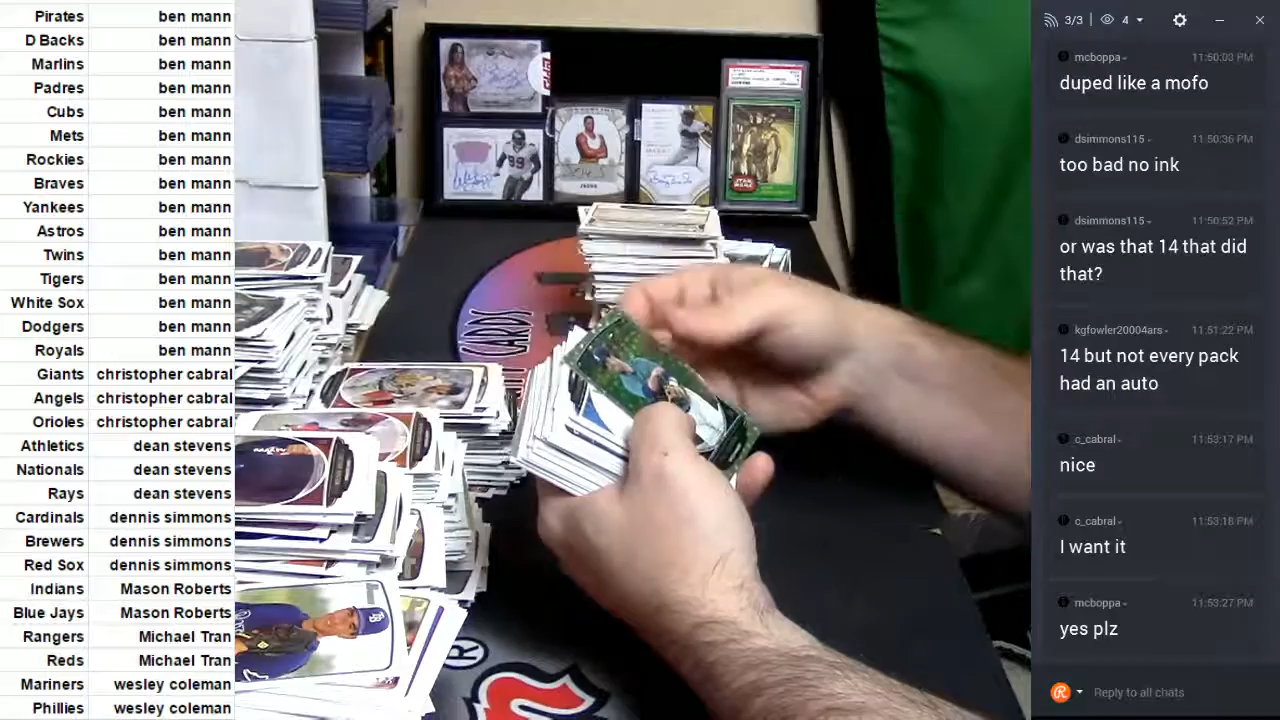 Pirates ben mann
D Backs ben mann
Marlins ben mann
Padres ben mann
Cubs ben mann
Mets ben mann
Rockies ben mann
Braves ben mann
Yankees ben mann
Astros ben mann
Twins ben mann
Tigers ben mann
White Sox ben mann
Dodgers ben mann
Royals ben mann
Giants christopher cabral
Angels christopher cabral
Orioles christopher cabral
Athletics dean stevens
Nationals dean stevens
Rays dean stevens
Cardinals dennis simmons
Brewers dennis simmons
Red Sox dennis simmons
Indians Mason Roberts
Blue Jays Mason Roberts
Rangers Michael Tran
Reds Michael Tran
Mariners wesley coleman
Phillies wesley coleman
STAR WARS
CARDS
®
3/3 4
mcboppa 11:50:03 PM
duped like a mofo
dsimmons115 11:50:36 PM
too bad no ink
dsimmons115 11:50:52 PM
or was that 14 that did
that?
kgfowler20004ars 11:51:22 PM
14 but not every pack
had an auto
c_cabral 11:53:17 PM
nice
c_cabral 11:53:18 PM
I want it
mcboppa 11:53:27 PM
yes plz
Reply to all chats